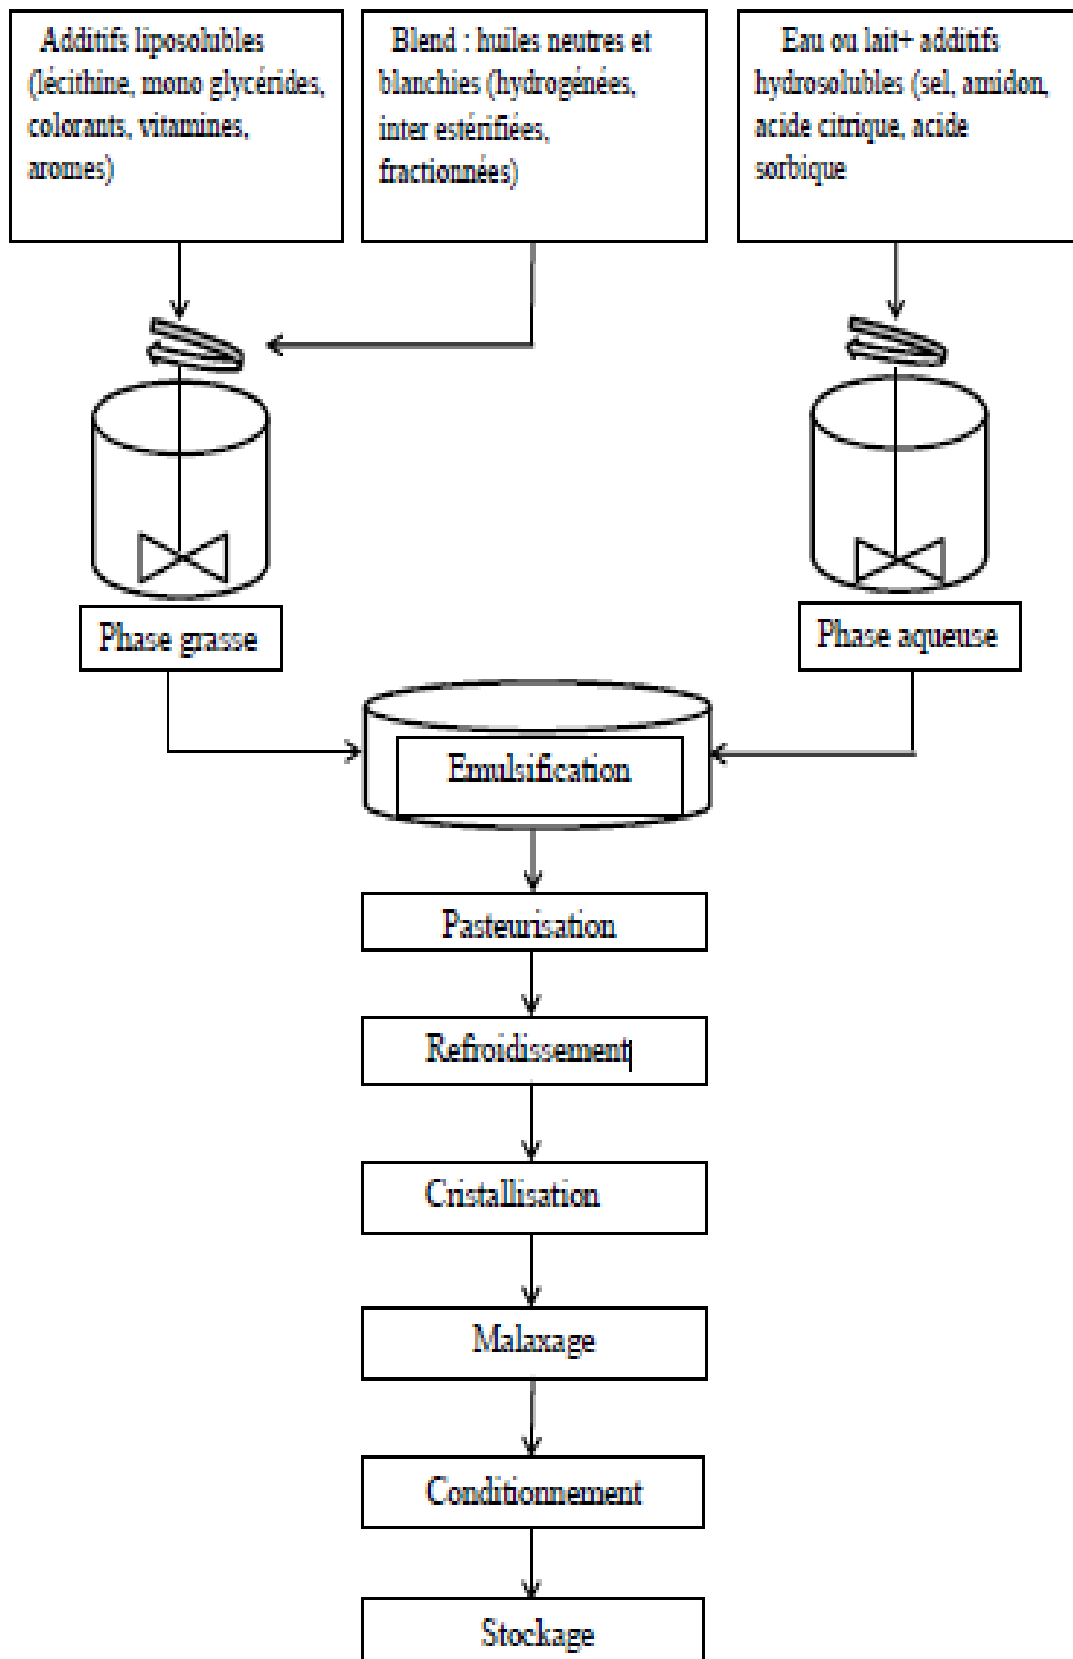 Additifs liposolubles
(lécithine, mono glycérides,
colorants, vitamines,
aromes)
Blend : huiles neutres et
blanchies (hydrogénées,
inter estérifiées,
fractionnées)
Eau ou lait+ additifs
hydrosolubles (sel, amidon,
acide citrique, acide
sorbique
Phase grasse
Phase aqueuse
Emulsification
Pasteurisation
Refroidissement
Cristallisation
Malaxage
Conditionnement
Stockage